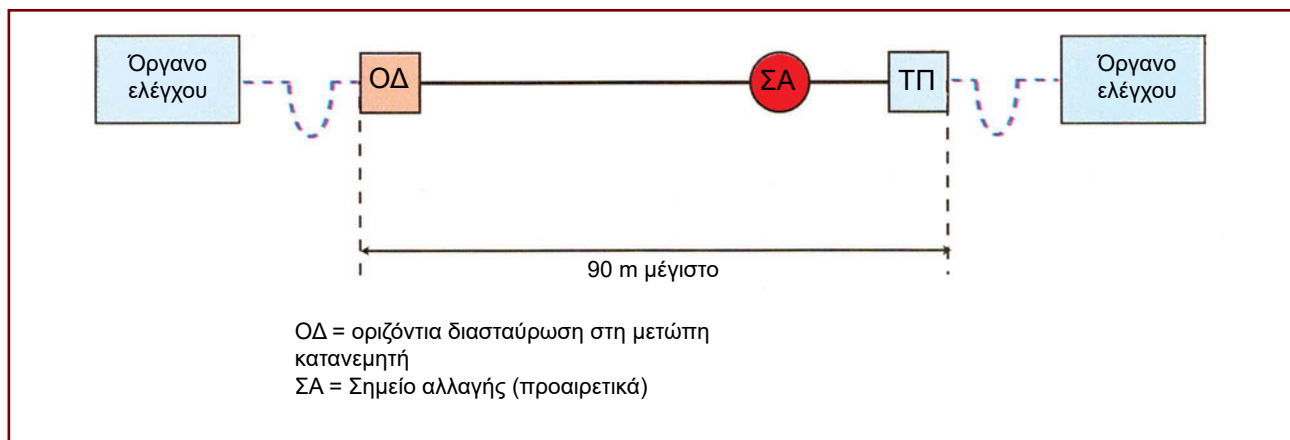 Όργανο
ελέγχου
ΟΔ
ΣΑ
ΤΠ
Όργανο
ελέγχου
90 m μέγιστο
ΟΔ = οριζόντια διασταύρωση στη μετώπη
κατανεμητή
ΣΑ = Σημείο αλλαγής (προαιρετικά)